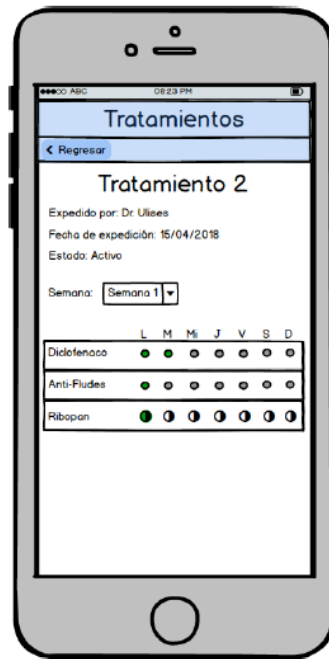 ABC 08:23 PM
Tratamientos
< Regresar
Tratamiento 2
Expedido por: Dr. Ulises
Fecha de expedición: 15/04/2018
Estado: Activo
Semana: Semana 1
L M Mi J V S D
Diclofenaco
Anti-Fludes
Ribopan